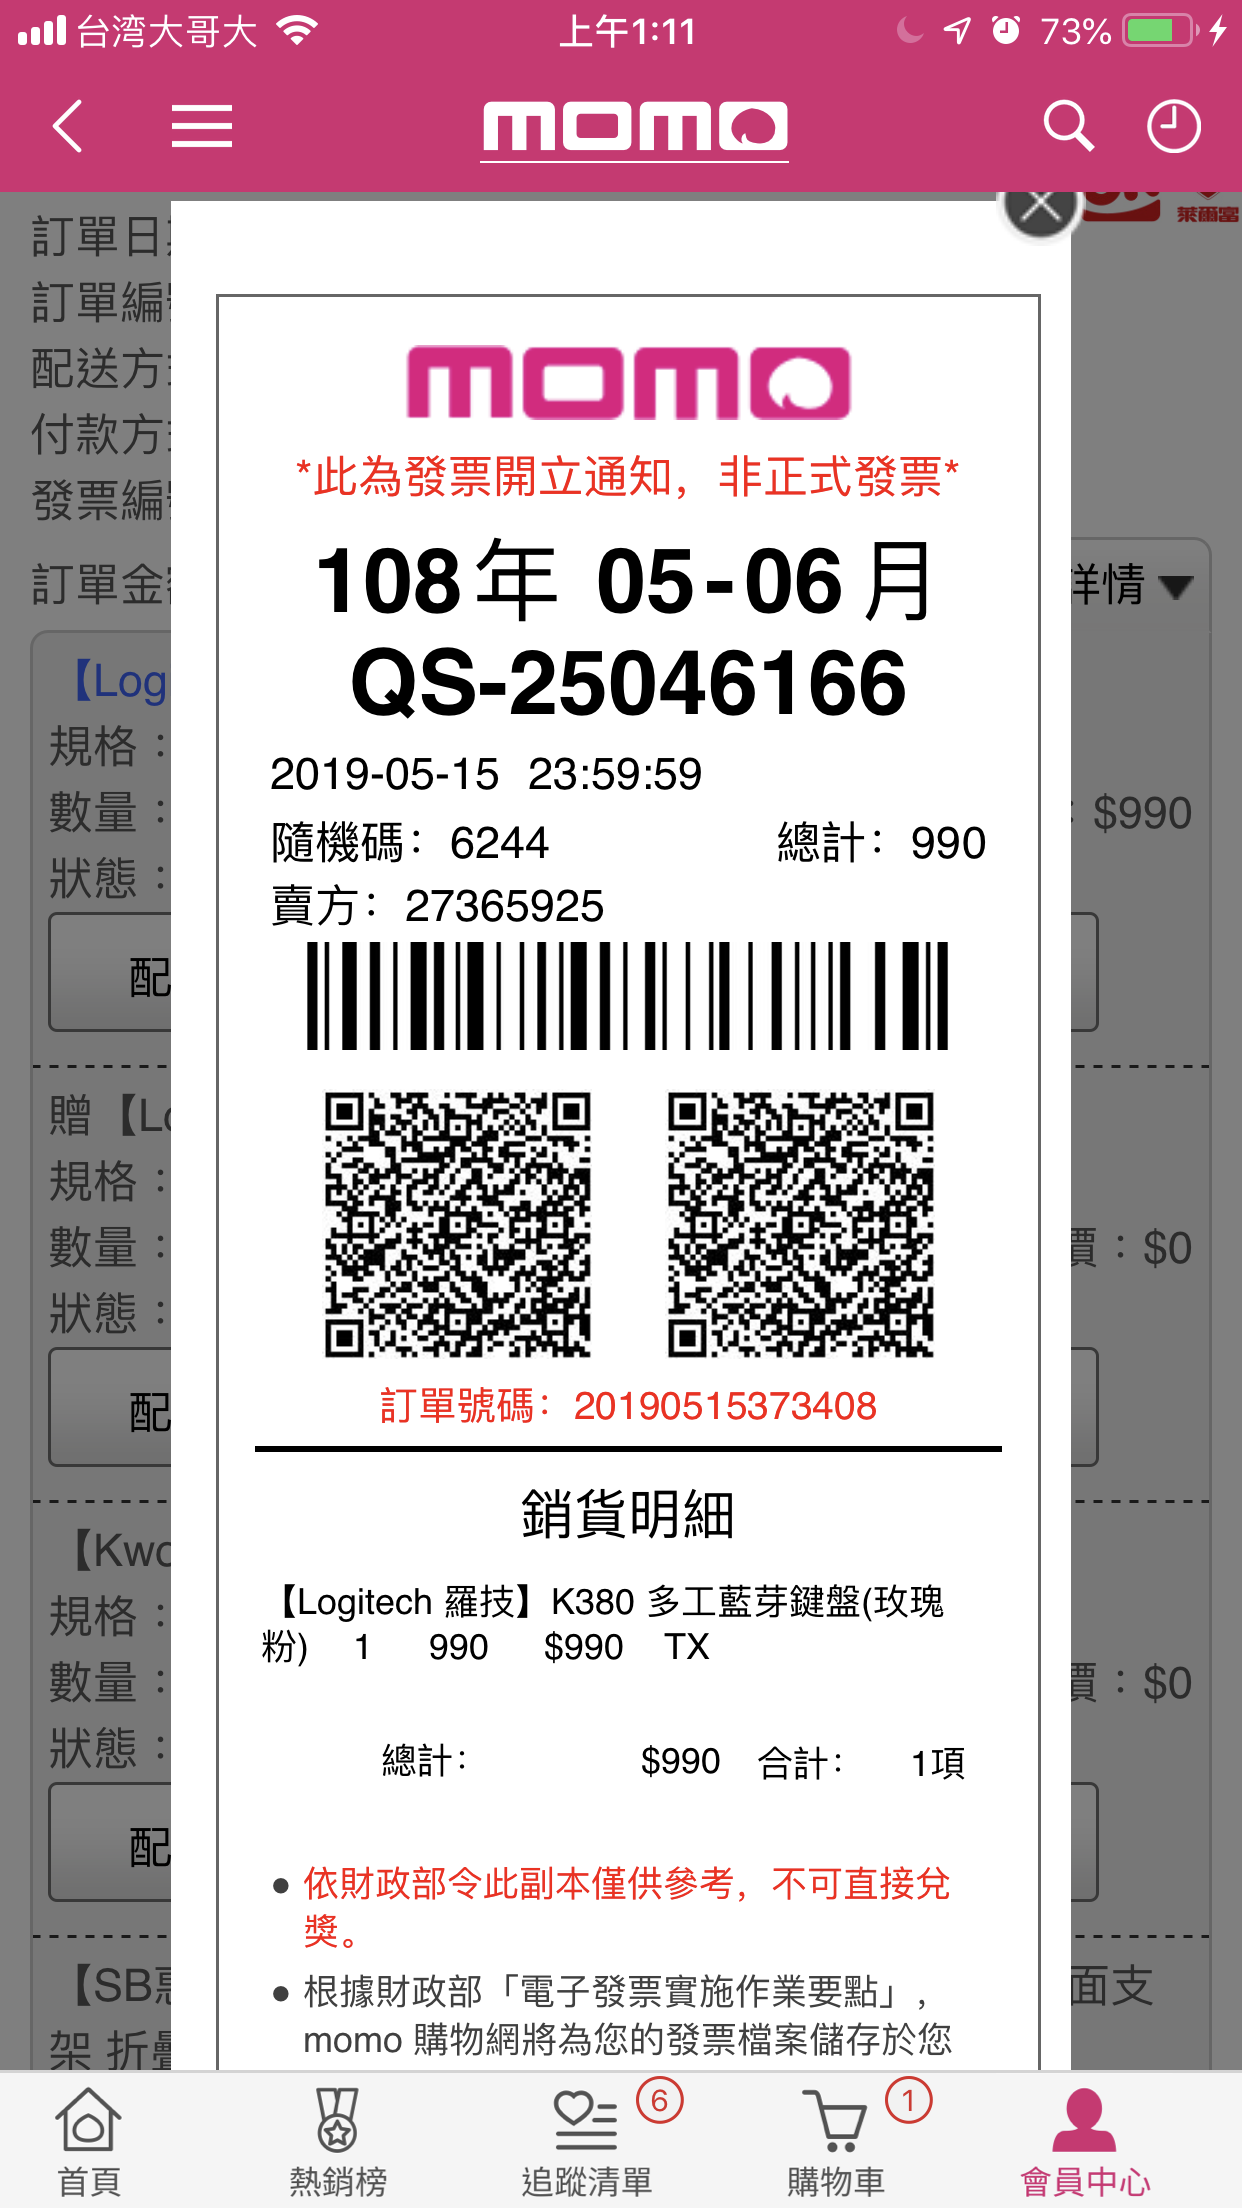 台湾大哥大 上午1:11 73%
momo
萊爾富
訂單日
訂單編
配送方
付款方
發票編
訂單金
詳情
【Log
規格：
數量：
$990
狀態：
配
贈【Lo
規格：
數量：
價：$0
狀態：
配
【Kwo
規格：
數量：
價：$0
狀態：
配
【SB惠
面支
架 折疊
momo
*此為發票開立通知，非正式發票*
108年 05-06月
QS-25046166
2019-05-15 23:59:59
隨機碼：6244 總計：990
賣方：27365925
訂單號碼：20190515373408
銷貨明細
【Logitech 羅技】K380 多工藍芽鍵盤(玫瑰
粉) 1 990 $990 TX
總計： $990 合計： 1項
依財政部令此副本僅供參考，不可直接兌
獎。
根據財政部「電子發票實施作業要點」，
momo 購物網將為您的發票檔案儲存於您
6 1
首頁 熱銷榜 追蹤清單 購物車 會員中心